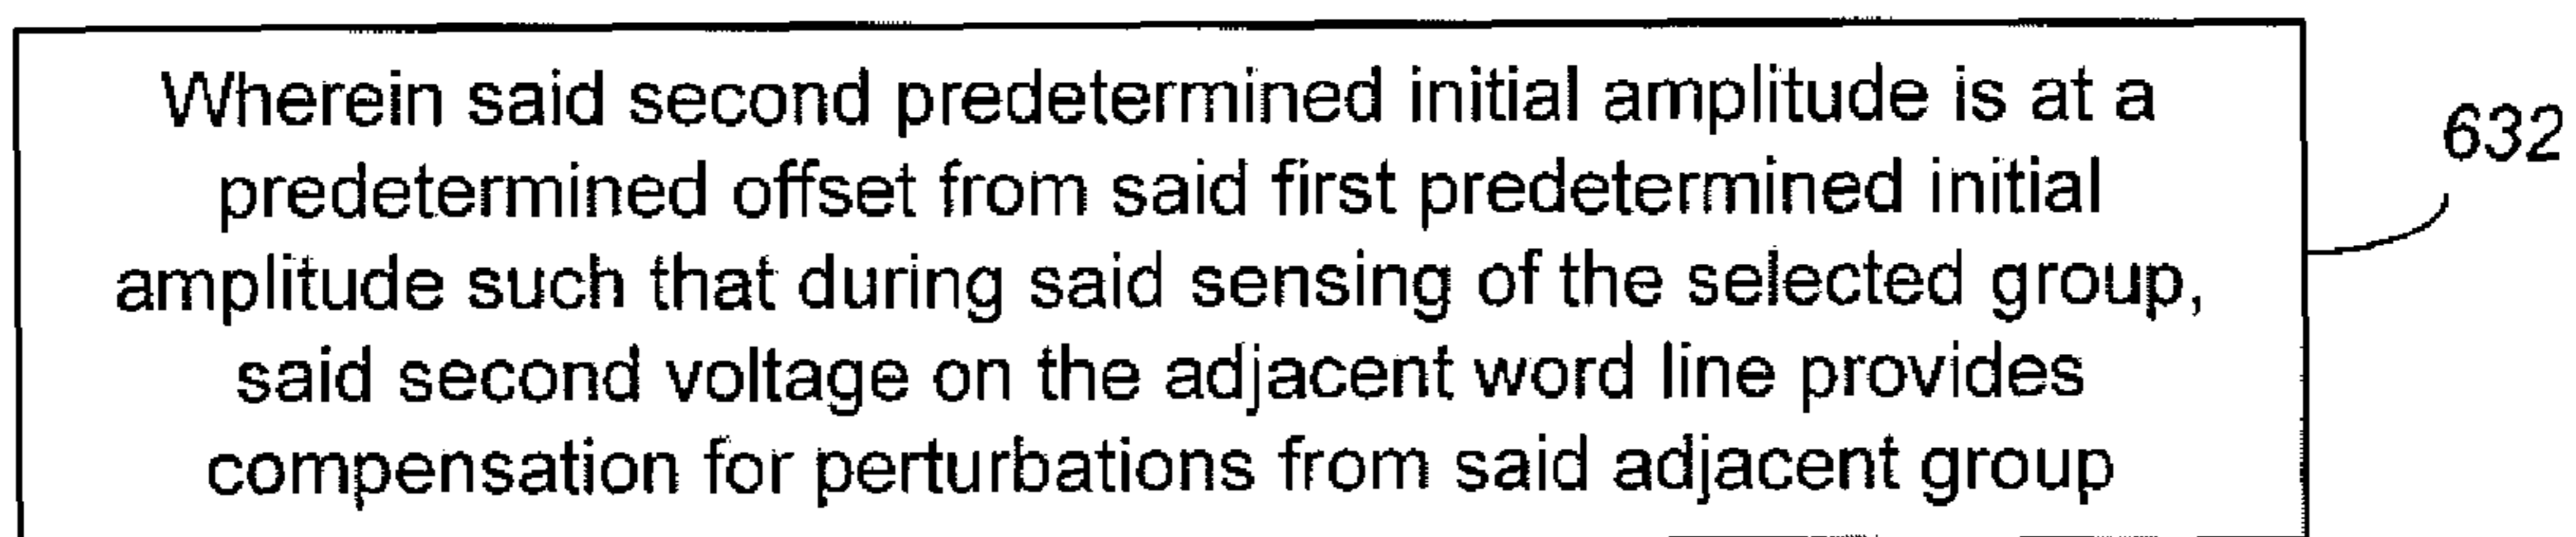 Wherein said second predetermined initial amplitude is at a
predetermined offset from said first predetermined initial
amplitude such that during said sensing of the selected group,
said second voltage on the adjacent word line provides
compensation for perturbations from said adjacent group
632